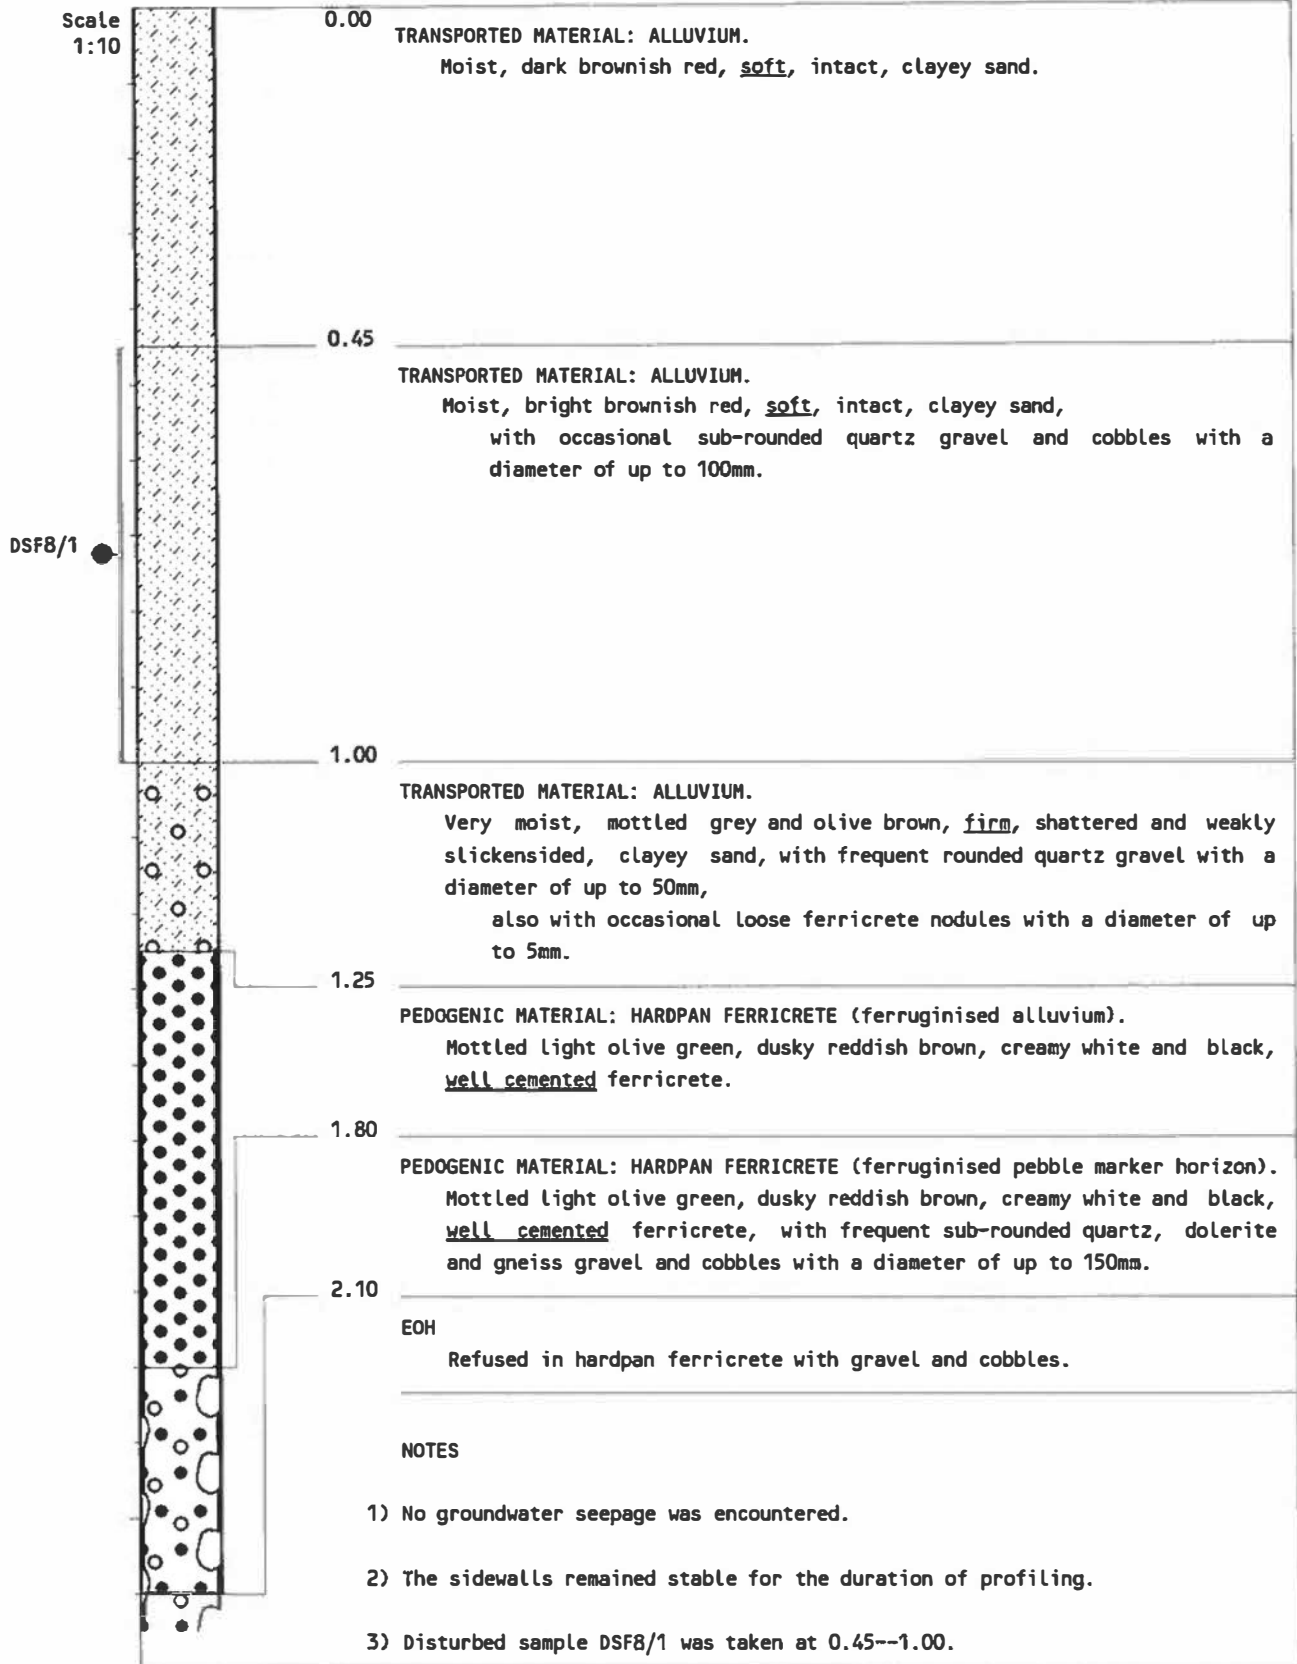 Scale
1:10
0.00
TRANSPORTED MATERIAL: ALLUVIUM.
Moist, dark brownish red, soft, intact, clayey sand.
0.45
TRANSPORTED MATERIAL: ALLUVIUM.
Moist, bright brownish red, soft, intact, clayey sand,
with occasional sub-rounded quartz gravel and cobbles with a
diameter of up to 100mm.
DSF8/1
1.00
TRANSPORTED MATERIAL: ALLUVIUM.
Very moist, mottled grey and olive brown, firm, shattered and weakly
slickensided, clayey sand, with frequent rounded quartz gravel with a
diameter of up to 50mm,
also with occasional loose ferricrete nodules with a diameter of up
to 5mm.
1.25
PEDOGENIC MATERIAL: HARDPAN FERRICRETE (ferruginised alluvium).
Mottled light olive green, dusky reddish brown, creamy white and black,
well cemented ferricrete.
1.80
PEDOGENIC MATERIAL: HARDPAN FERRICRETE (ferruginised pebble marker horizon).
Mottled light olive green, dusky reddish brown, creamy white and black,
well cemented ferricrete, with frequent sub-rounded quartz, dolerite
and gneiss gravel and cobbles with a diameter of up to 150mm.
2.10
EOH
Refused in hardpan ferricrete with gravel and cobbles.
NOTES
1) No groundwater seepage was encountered.
2) The sidewalls remained stable for the duration of profiling.
3) Disturbed sample DSF8/1 was taken at 0.45--1.00.